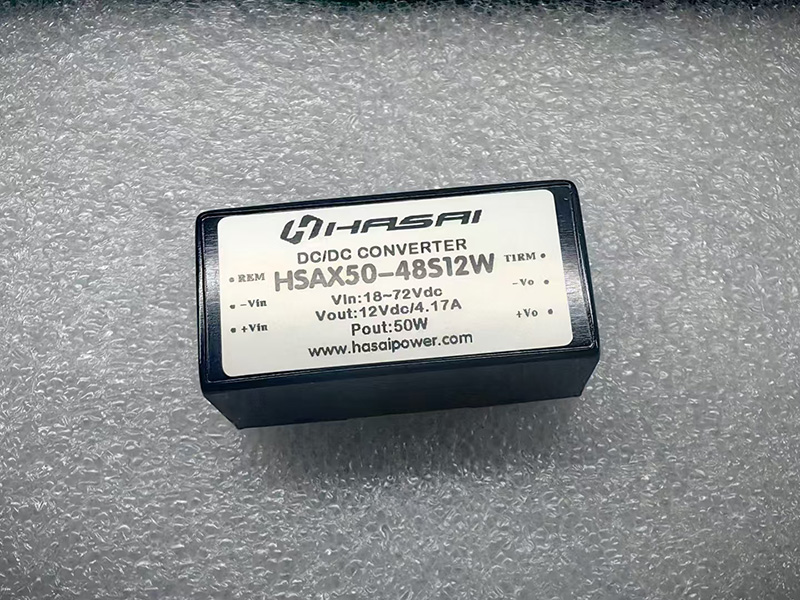 HASAI
DC/DC CONVERTER
HSAX50-48S12W
VIn:18~72Vdc
Vout:12Vdc/4.17A
Pout:50W
www.hasaipower.com
REM
-Vin
+Vin
TIRM
-Vo
+Vo